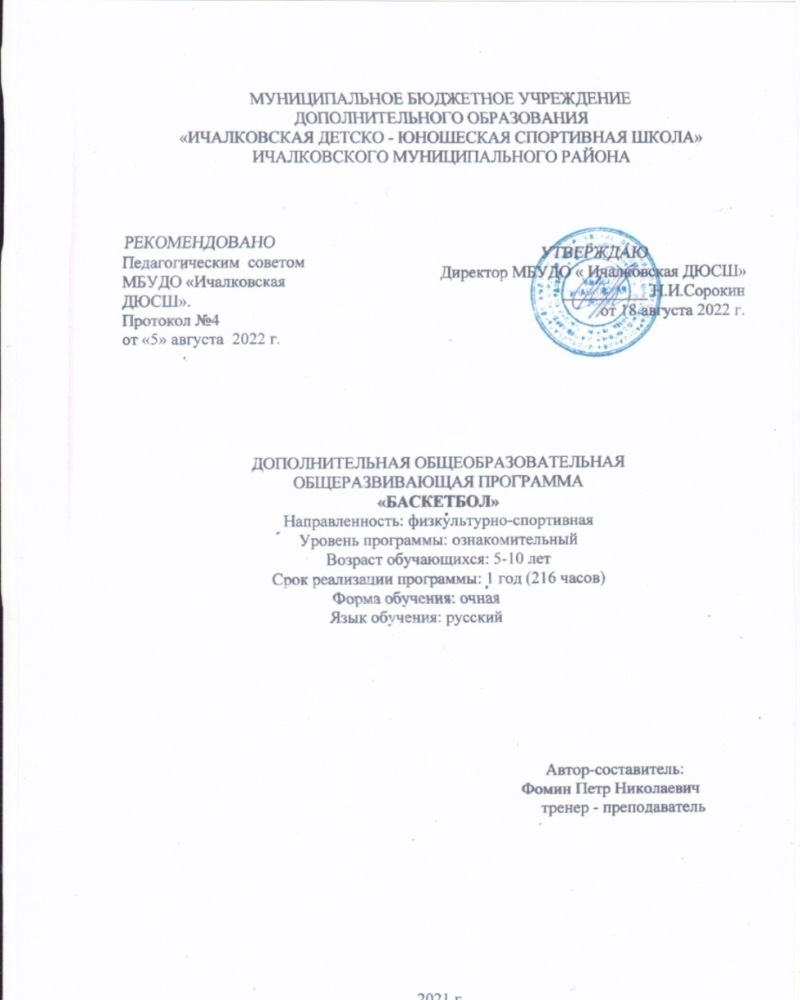 МУНИЦИПАЛЬНОЕ БЮДЖЕТНОЕ УЧРЕЖДЕНИЕ
ДОПОЛНИТЕЛЬНОГО ОБРАЗОВАНИЯ
«ИЧАЛКОВСКАЯ ДЕТСКО - ЮНОШЕСКАЯ СПОРТИВНАЯ ШКОЛА»
ИЧАЛКОВСКОГО МУНИЦИПАЛЬНОГО РАЙОНА
РЕКОМЕНДОВАНО
Педагогическим советом
МБУДО «Ичалковская
ДЮСШ».
Протокол №4
от «5» августа 2022 г.
УТВЕРЖДАЮ
Директор МБУДО « Ичалковская ДЮСШ»
Н.И.Сорокин
от 18 августа 2022 г.
ДОПОЛНИТЕЛЬНАЯ ОБЩЕОБРАЗОВАТЕЛЬНАЯ
ОБЩЕРАЗВИВАЮЩАЯ ПРОГРАММА
«БАСКЕТБОЛ»
Направленность: физкультурно-спортивная
Уровень программы: ознакомительный
Возраст обучающихся: 5-10 лет
Срок реализации программы: 1 год (216 часов)
Форма обучения: очная
Язык обучения: русский
Автор-составитель:
Фомин Петр Николаевич
тренер - преподаватель
2021 г